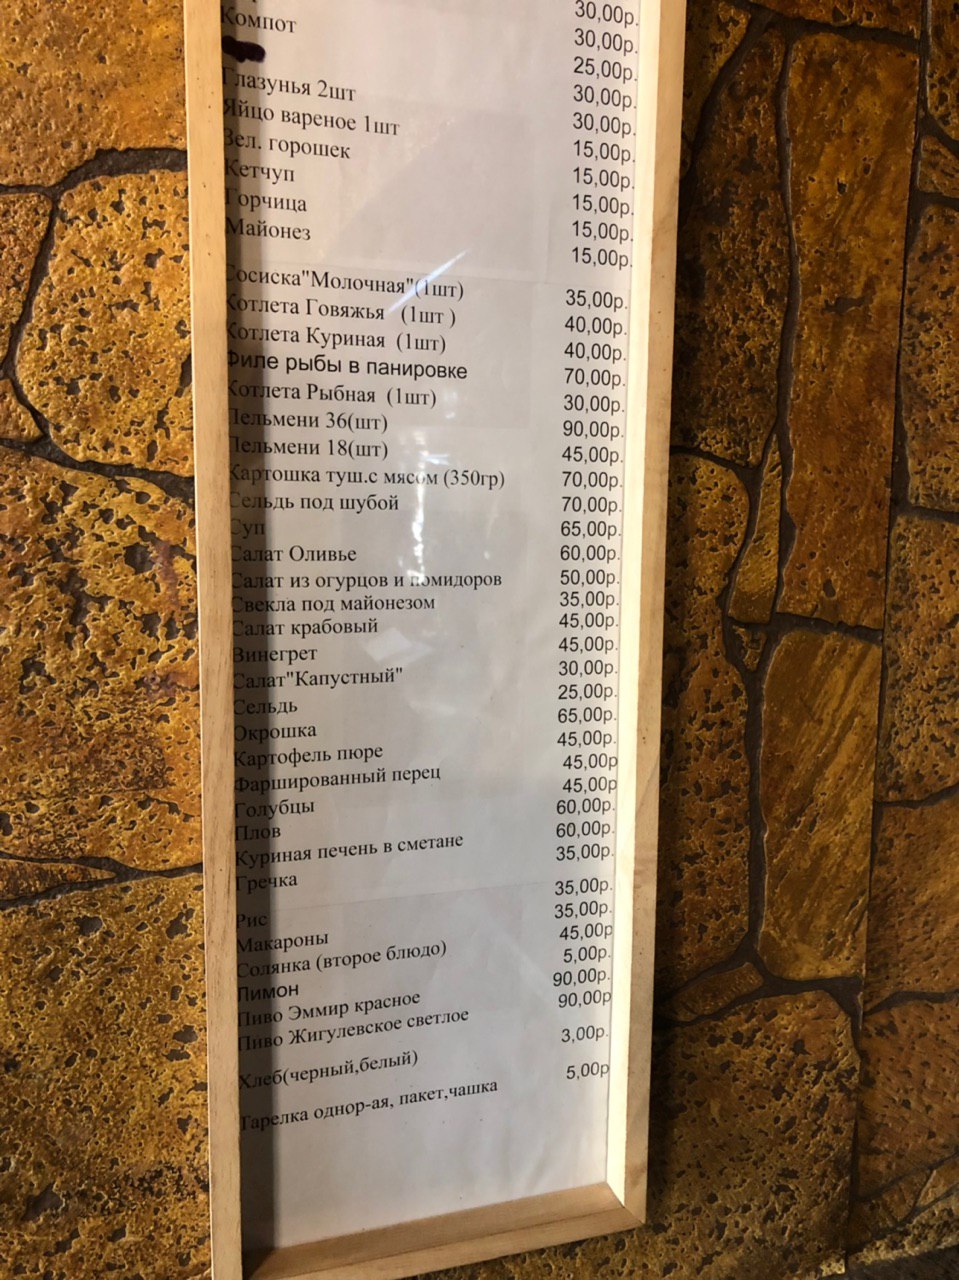 30,00р.
30,00р.
Компот 25,00р.
30,00р.
Глазунья 2шт 30,00р.
Яйцо вареное 1шт 15,00р.
Зел. горошек 15,00р.
Кетчуп 15,00р.
Горчица 15,00р.
Майонез 15,00р.
Сосиска"Молочная"(1шт) 35,00р.
Котлета Говяжья (1шт ) 40,00р.
Котлета Куриная (1шт) 40,00р.
Филе рыбы в панировке 70,00р.
Котлета Рыбная (1шт) 30,00р.
Пельмени 36(шт) 90,00р.
Пельмени 18(шт) 45,00р.
Картошка туш.с мясом (350гр) 70,00р.
Сельдь под шубой 70,00р.
Суп 65,00р.
Салат Оливье 60,00р.
Салат из огурцов и помидоров 50,00р.
Свекла под майонезом 35,00р.
Салат крабовый 45,00р.
Винегрет 45,00р.
Салат"Капустный" 30,00р.
Сельдь 25,00р.
Окрошка 65,00р.
Картофель пюре 45,00р.
Фаршированный перец 45,00р
Голубцы 45,00р
Плов 60,00р.
Куриная печень в сметане 60,00р.
Гречка 35,00р.
Рис 35,00р.
Макароны 35,00р.
Солянка (второе блюдо) 45,00р
Лимон 5,00р.
Пиво Эммир красное 90,00р.
Пиво Жигулевское светлое 90,00р
Хлеб(черный,белый) 3,00р.
Тарелка однор-ая, пакет,чашка 5,00р